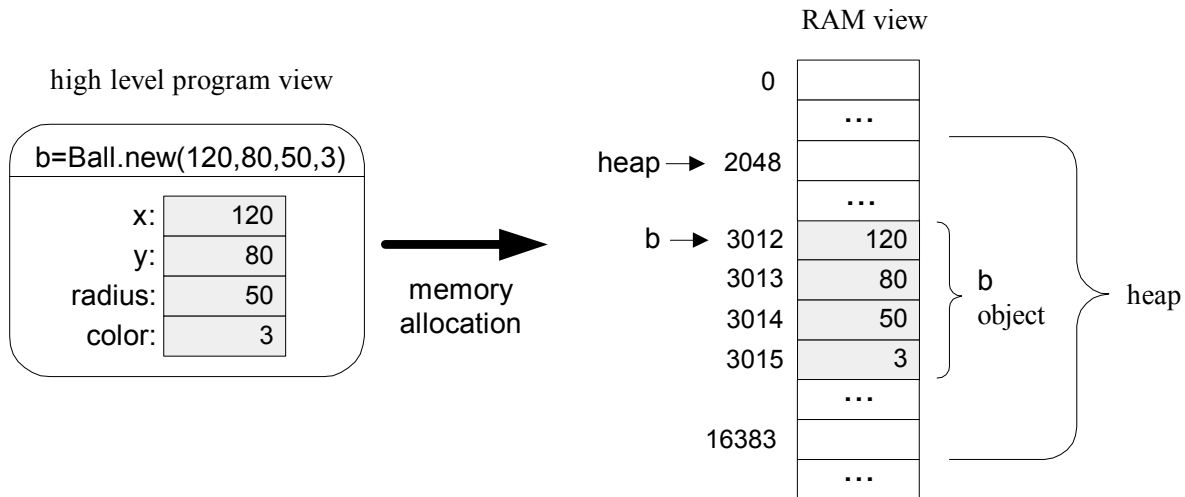 high level program view
b=Ball.new(120,80,50,3)
x: 120
y: 80
radius: 50
color: 3
memory
allocation
RAM view
0
...
heap 2048
...
b 3012 120
3013 80
3014 50
3015 3
...
16383
...
b
object
heap